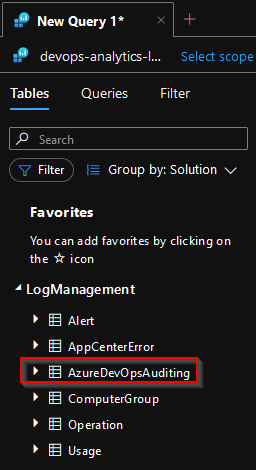 New Query 1*
devops-analytics-l... Select scope
Tables Queries Filter
Search
Filter Group by: Solution
Favorites
You can add favorites by clicking on
the ☆ icon
LogManagement
Alert
AppCenterError
AzureDevOpsAuditing
ComputerGroup
Operation
Usage